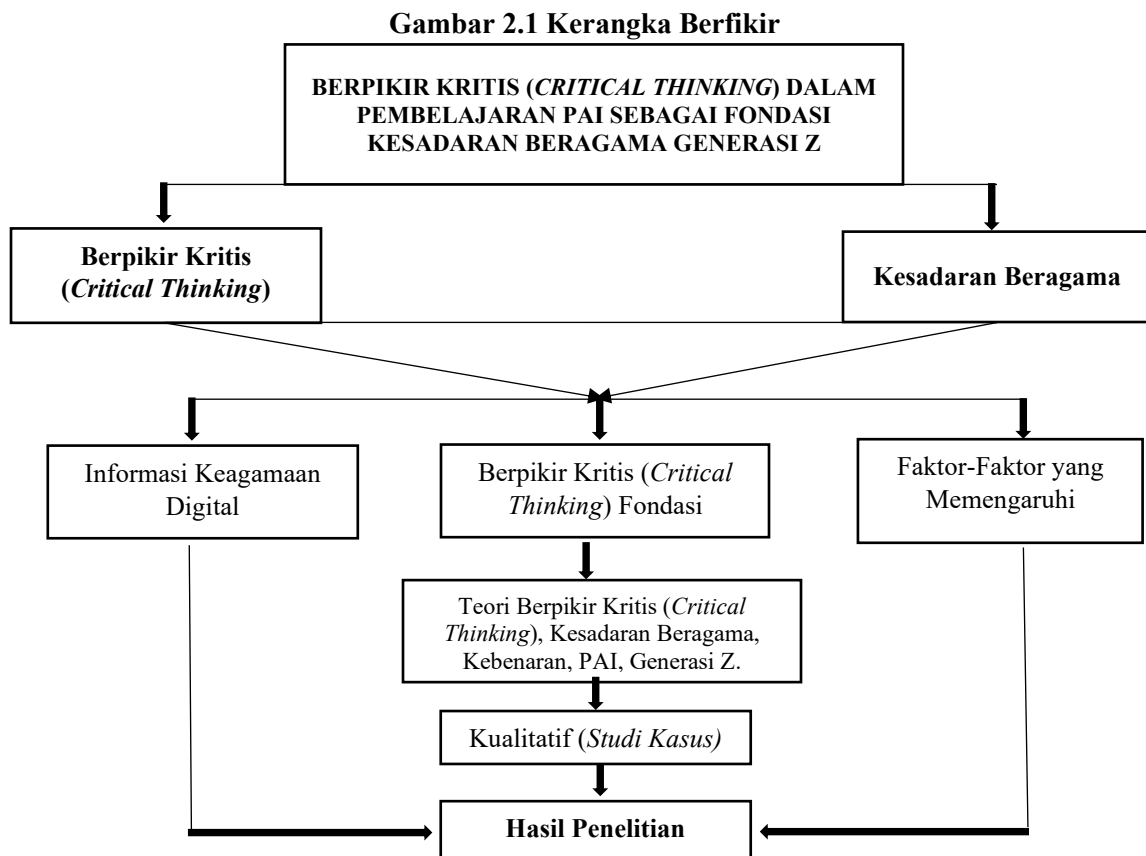 Gambar 2.1 Kerangka Berfikir
BERPIKIR KRITIS (CRITICAL THINKING) DALAM
PEMBELAJARAN PAI SEBAGAI FONDASI
KESADARAN BERAGAMA GENERASI Z
Berpikir Kritis
(Critical Thinking)
Kesadaran Beragama
Informasi Keagamaan
Digital
Berpikir Kritis (Critical
Thinking) Fondasi
Faktor-Faktor yang
Memengaruhi
Teori Berpikir Kritis (Critical
Thinking), Kesadaran Beragama,
Kebenaran, PAI, Generasi Z.
Kualitatif (Studi Kasus)
Hasil Penelitian